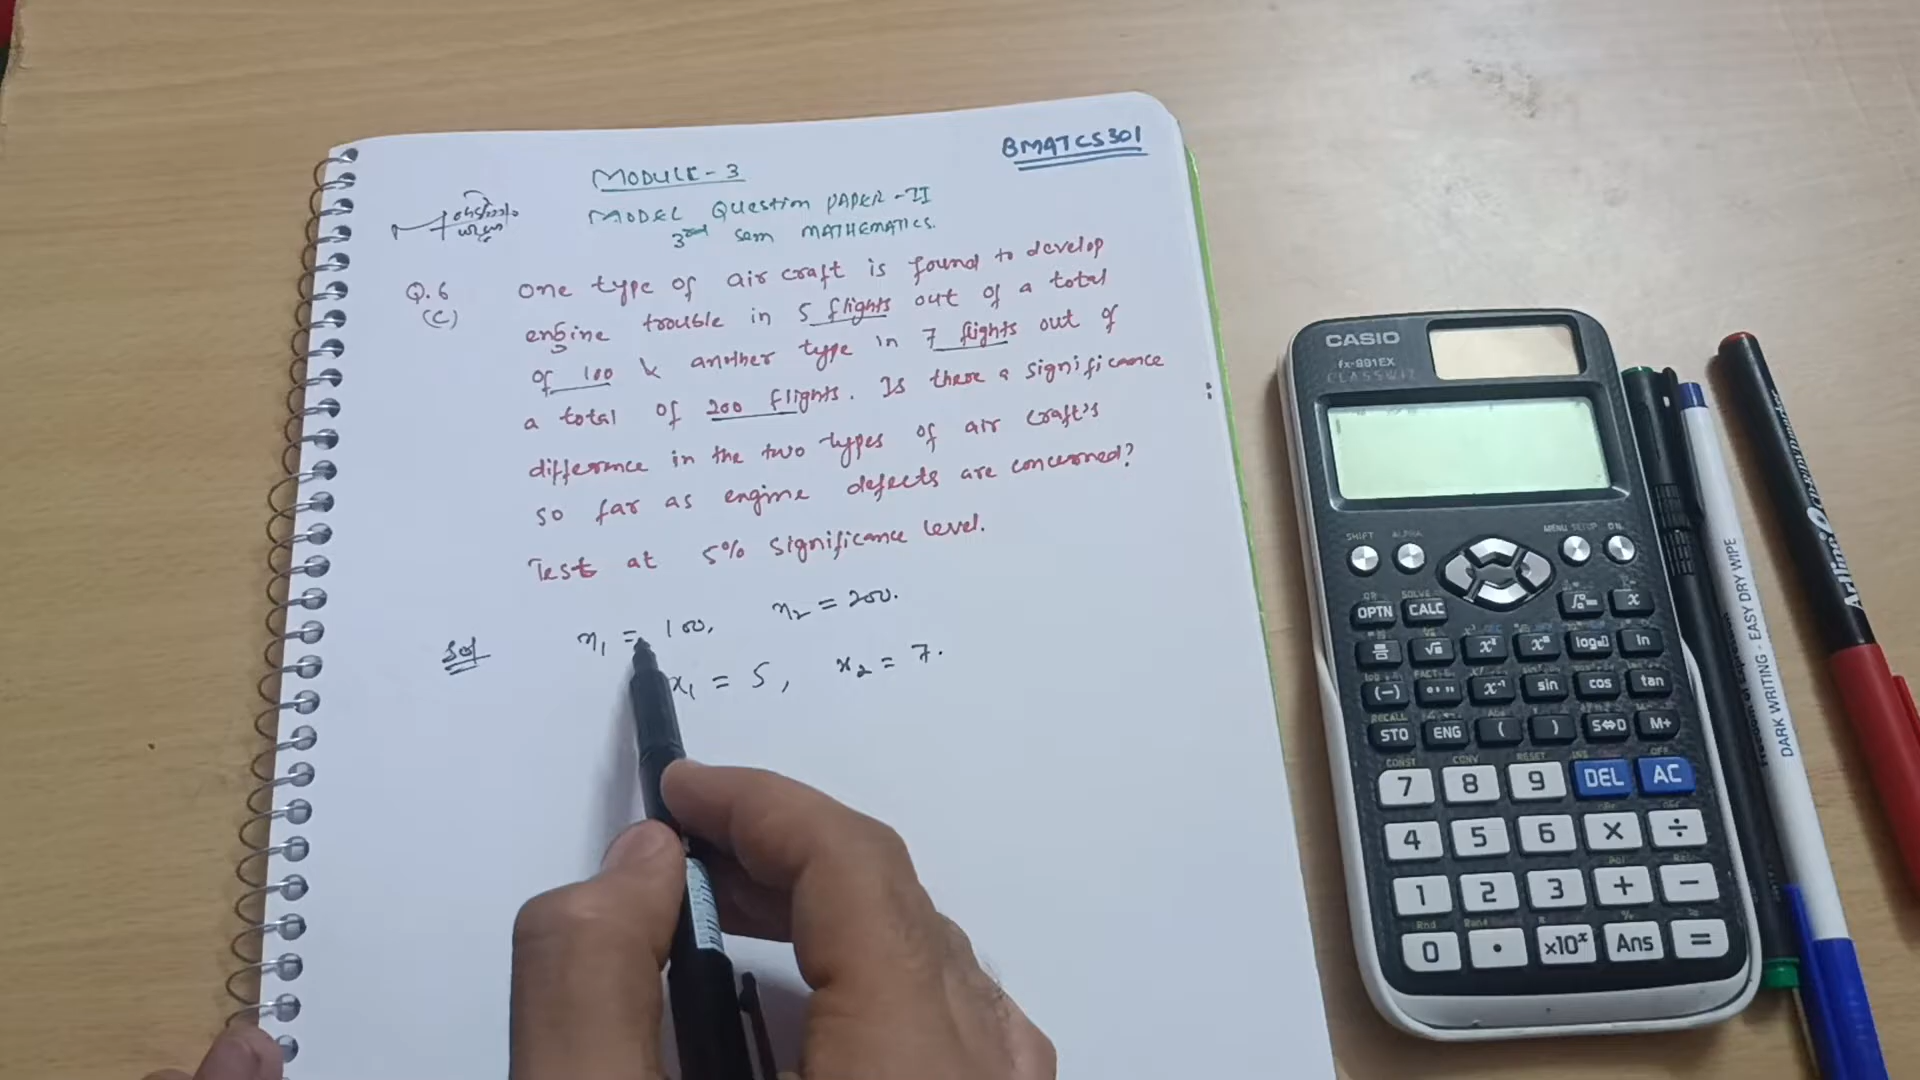 BMATCS301
MODULE-3
MODEL Question PAPER-II
3rd sem MATHEMATICS.
Q.6
(C)
One type of air craft is found to develop
engine trouble in 5 flights out of a total
of 100 & another type in 7 flights out of
a total of 200 flights. Is there a significance
difference in the two types of air craft's
so far as engine defects are concerned?
Test at 5% significance level.
Sol
n1 = 100, n2 = 200.
x1 = 5, x2 = 7.
CASIO
fx-991EX
CLASSWIZ
SHIFT ALPHA MENU SETUP ON
OPTN CALC x
log ln
(-) sin cos tan
STO ENG ( ) S⇔D M+
7 8 9 DEL AC
4 5 6 × ÷
1 2 3 + −
0 • ×10x Ans =
DARK WRITING - EASY DRY WIPE
Artline